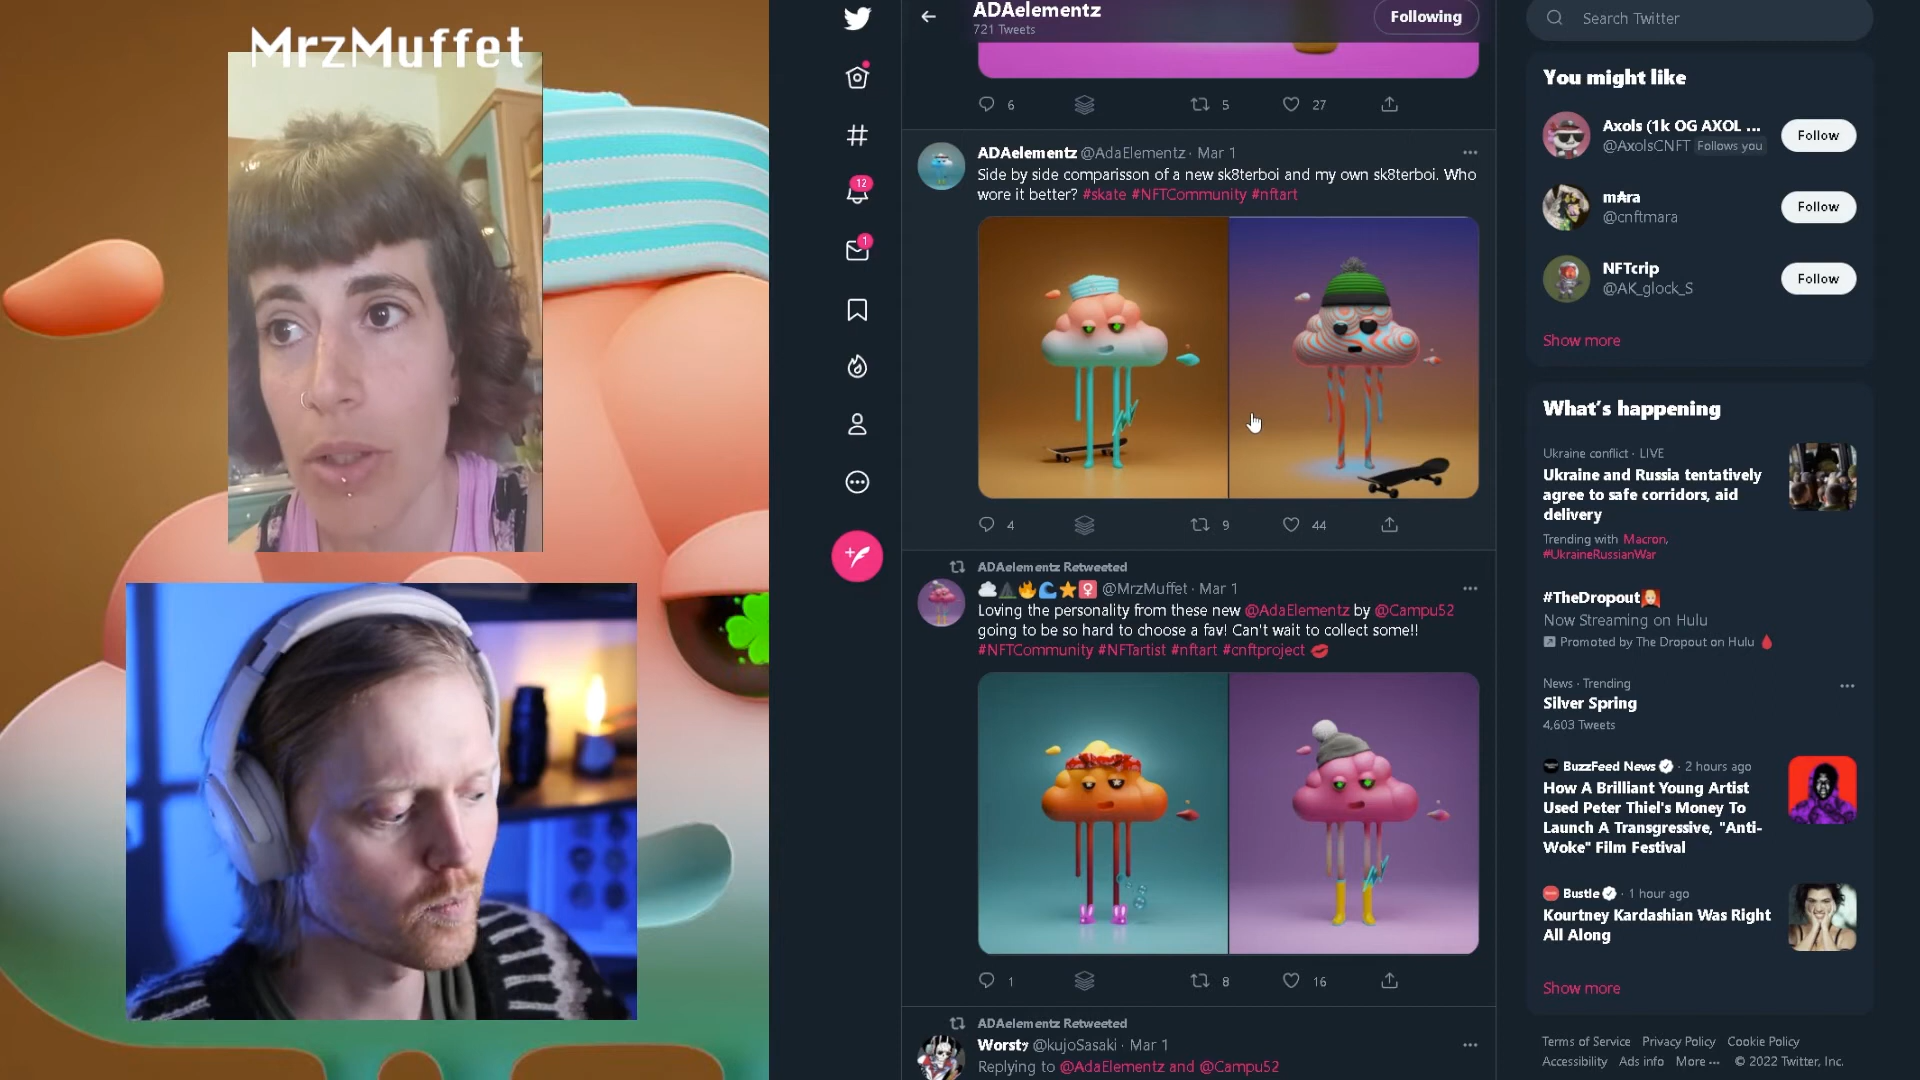 MrzMuffet
ADAelementz
721 Tweets
Following
6
5
27
ADAelementz @AdaElementz · Mar 1
Side by side comparisson of a new sk8terboi and my own sk8terboi. Who
wore it better? #skate #NFTCommunity #nftart
4
9
44
ADAelementz Retweeted
@MrzMuffet · Mar 1
Loving the personality from these new @AdaElementz by @Campu52
going to be so hard to choose a fav! Can't wait to collect some!!
#NFTCommunity #NFTartist #nftart #cnftproject
1
8
16
ADAelementz Retweeted
Worsty @kujoSasaki · Mar 1
Replying to @AdaElementz and @Campu52
12
1
Search Twitter
You might like
Axols (1k OG AXOL ...
@AxolsCNFT Follows you
Follow
mAra
@cnftmara
Follow
NFTcrip
@AK_glock_S
Follow
Show more
What's happening
Ukraine conflict · LIVE
Ukraine and Russia tentatively
agree to safe corridors, aid
delivery
Trending with Macron,
#UkraineRussianWar
#TheDropout
Now Streaming on Hulu
Promoted by The Dropout on Hulu
News · Trending
Silver Spring
4,603 Tweets
BuzzFeed News · 2 hours ago
How A Brilliant Young Artist
Used Peter Thiel's Money To
Launch A Transgressive, "Anti-
Woke" Film Festival
Bustle · 1 hour ago
Kourtney Kardashian Was Right
All Along
Show more
Terms of Service Privacy Policy Cookie Policy
Accessibility Ads info More ··· © 2022 Twitter, Inc.